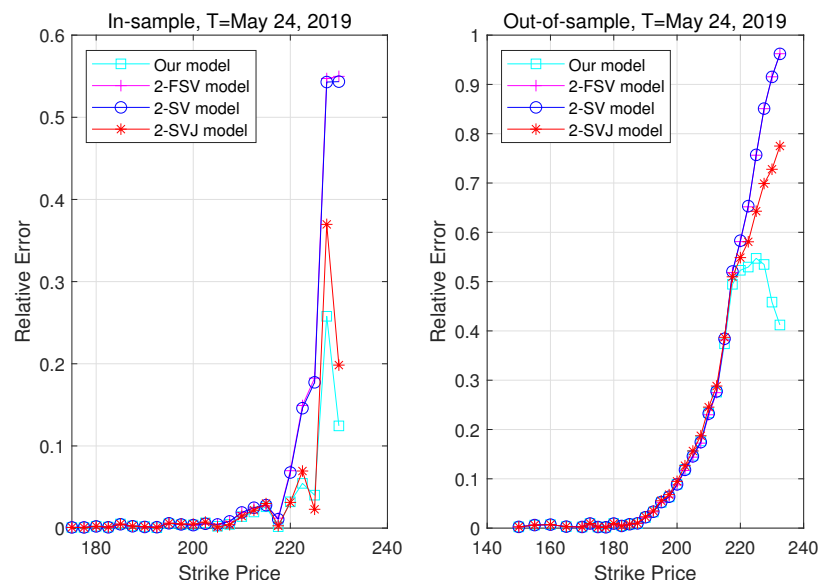 In-sample, T=May 24, 2019
0.6
0.5
0.4
0.3
0.2
0.1
0
Relative Error
Our model
2-FSV model
2-SV model
2-SVJ model
180 200 220 240
Strike Price
Out-of-sample, T=May 24, 2019
1
0.9
0.8
0.7
0.6
0.5
0.4
0.3
0.2
0.1
0
Relative Error
Our model
2-FSV model
2-SV model
2-SVJ model
140 160 180 200 220 240
Strike Price